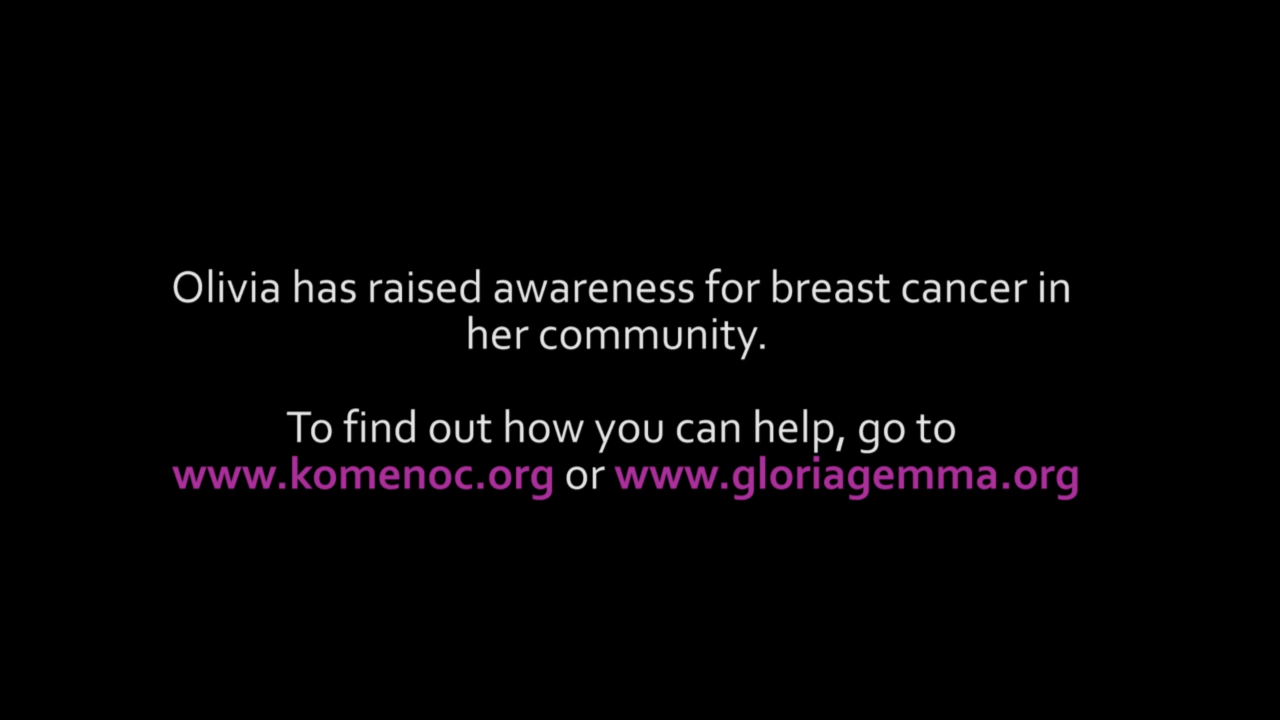 Olivia has raised awareness for breast cancer in
her community.
To find out how you can help, go to
www.komenoc.org or www.gloriagemma.org